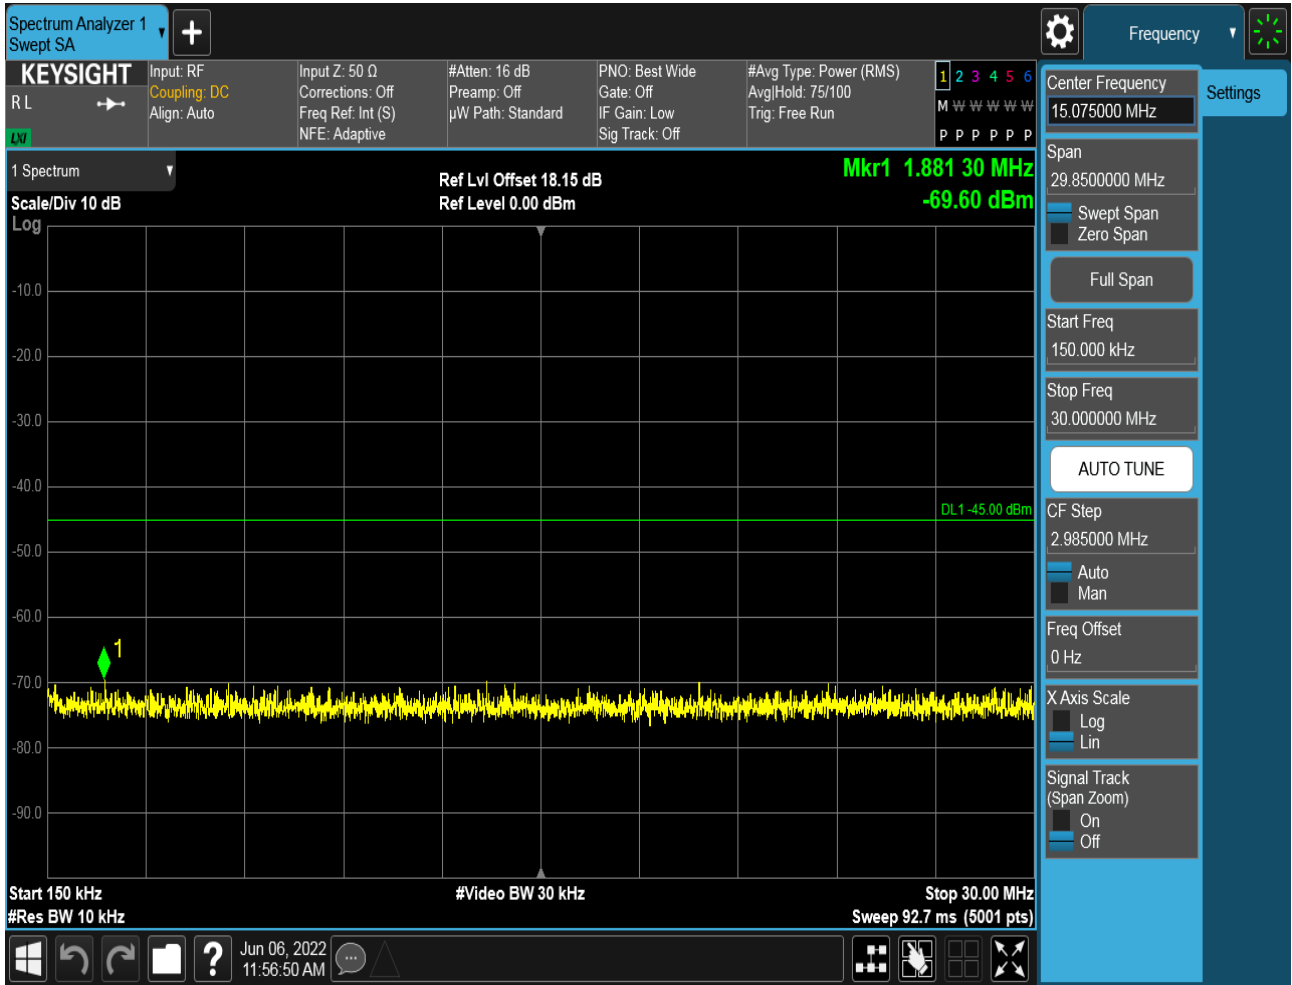 Spectrum Analyzer 1
Swept SA
Frequency
KEYSIGHT
R L
LXI
Input: RF
Coupling: DC
Align: Auto
Input Z: 50 Ω
Corrections: Off
Freq Ref: Int (S)
NFE: Adaptive
#Atten: 16 dB
Preamp: Off
µW Path: Standard
PNO: Best Wide
Gate: Off
IF Gain: Low
Sig Track: Off
#Avg Type: Power (RMS)
Avg|Hold: 75/100
Trig: Free Run
1 2 3 4 5 6
M W W W W W
P P P P P P
1 Spectrum
Scale/Div 10 dB
Log
Ref Lvl Offset 18.15 dB
Ref Level 0.00 dBm
Mkr1 1.881 30 MHz
-69.60 dBm
-10.0
-20.0
-30.0
-40.0
DL1 -45.00 dBm
-50.0
-60.0
1
-70.0
-80.0
-90.0
Start 150 kHz
#Res BW 10 kHz
#Video BW 30 kHz
Stop 30.00 MHz
Sweep 92.7 ms (5001 pts)
Center Frequency
15.075000 MHz
Settings
Span
29.8500000 MHz
Swept Span
Zero Span
Full Span
Start Freq
150.000 kHz
Stop Freq
30.000000 MHz
AUTO TUNE
CF Step
2.985000 MHz
Auto
Man
Freq Offset
0 Hz
X Axis Scale
Log
Lin
Signal Track
(Span Zoom)
On
Off
?
Jun 06, 2022
11:56:50 AM